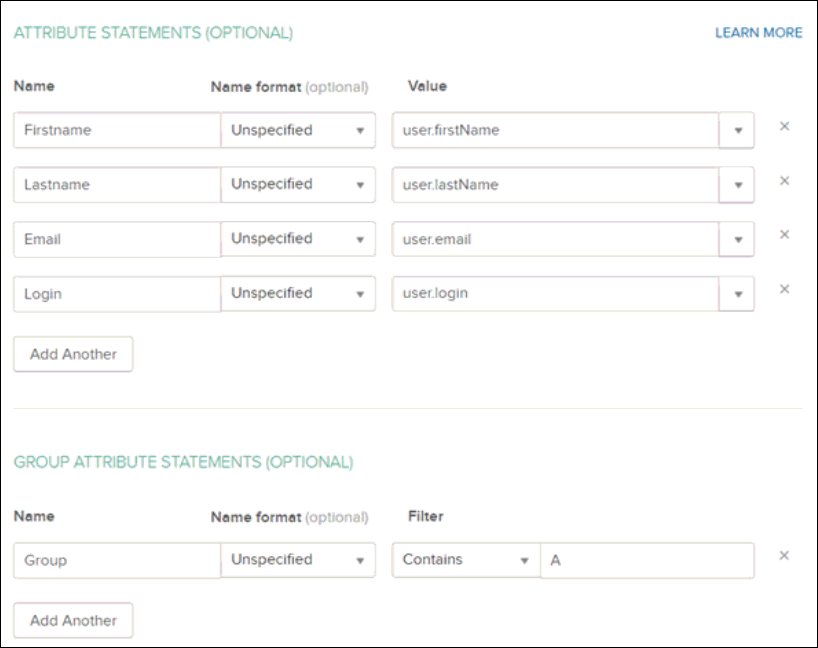 ATTRIBUTE STATEMENTS (OPTIONAL) LEARN MORE
Name Name format (optional) Value
Firstname Unspecified user.firstName
Lastname Unspecified user.lastName
Email Unspecified user.email
Login Unspecified user.login
Add Another
GROUP ATTRIBUTE STATEMENTS (OPTIONAL)
Name Name format (optional) Filter
Group Unspecified Contains A
Add Another